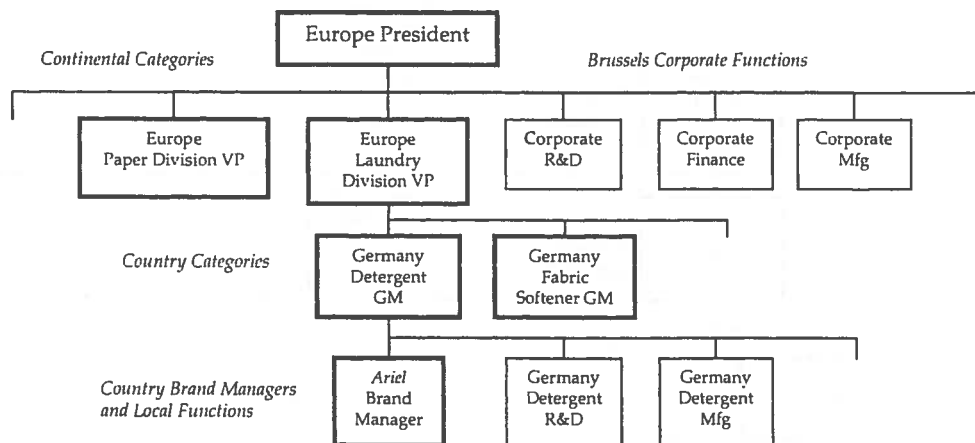 Europe President
Continental Categories
Brussels Corporate Functions
Europe
Paper Division VP
Europe
Laundry
Division VP
Corporate
R&D
Corporate
Finance
Corporate
Mfg
Country Categories
Germany
Detergent
GM
Germany
Fabric
Softener GM
Country Brand Managers
and Local Functions
Ariel
Brand
Manager
Germany
Detergent
R&D
Germany
Detergent
Mfg